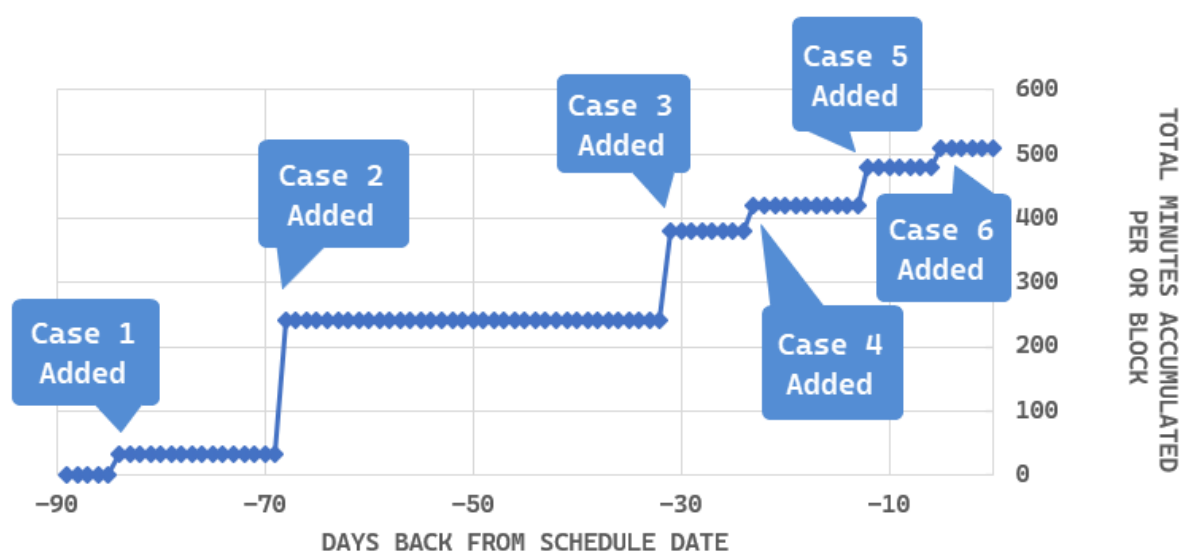 Case 1
Added
Case 2
Added
Case 3
Added
Case 4
Added
Case 5
Added
Case 6
Added
600
500
400
300
200
100
0
-90
-70
-50
-30
-10
DAYS BACK FROM SCHEDULE DATE
TOTAL MINUTES ACCUMULATED
PER OR BLOCK